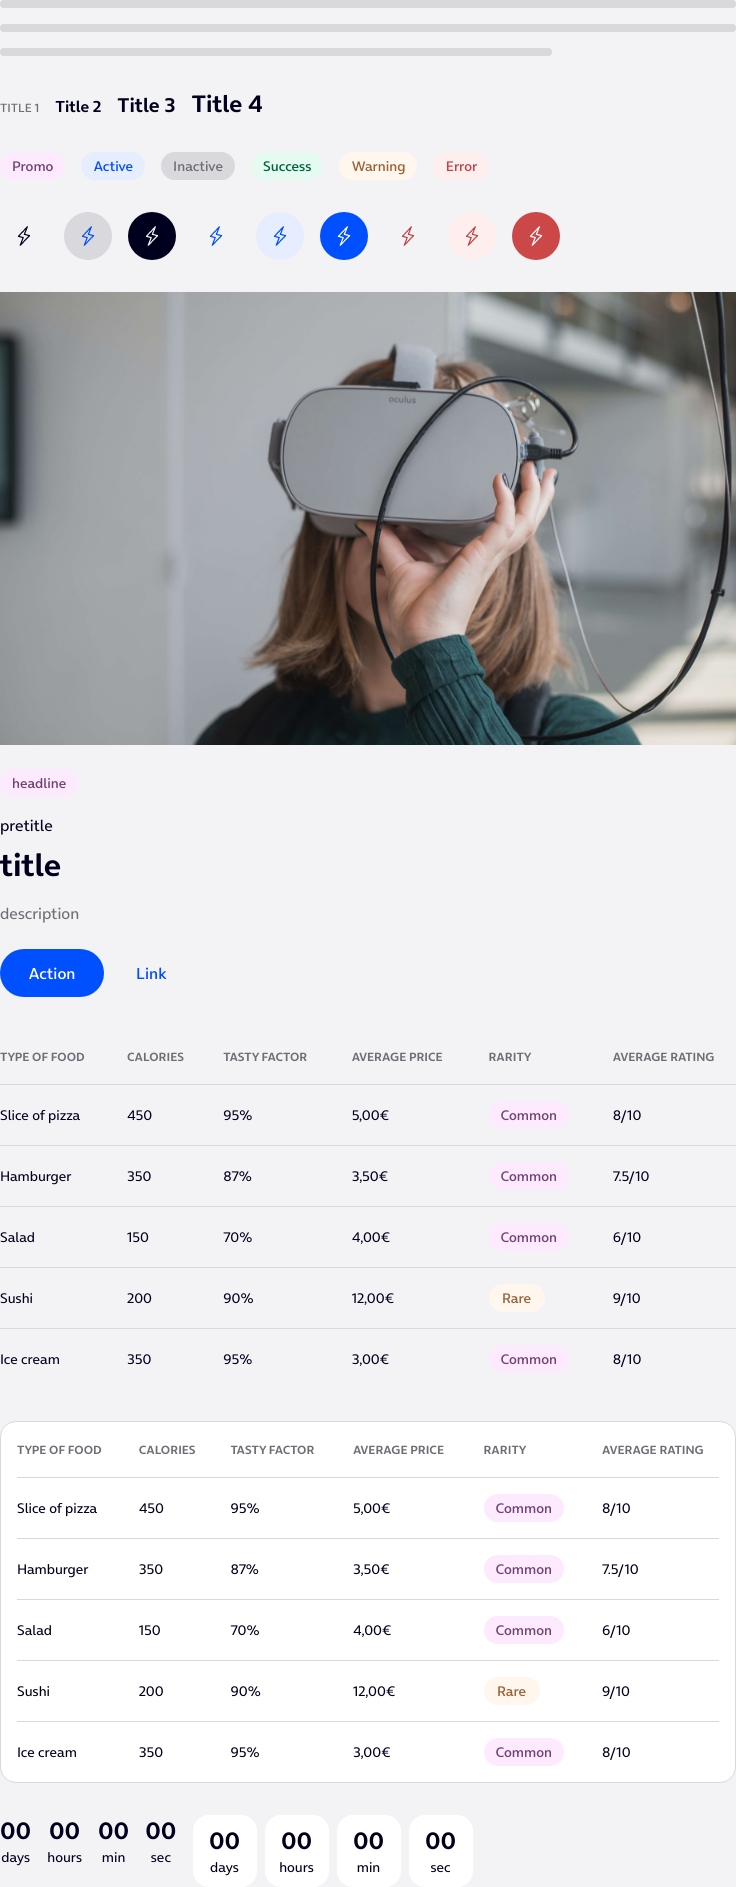 TITLE 1 Title 2 Title 3 Title 4
Promo Active Inactive Success Warning Error
oculus
headline
pretitle
title
description
Action Link
TYPE OF FOOD CALORIES TASTY FACTOR AVERAGE PRICE RARITY AVERAGE RATING
Slice of pizza 450 95% 5,00€ Common 8/10
Hamburger 350 87% 3,50€ Common 7.5/10
Salad 150 70% 4,00€ Common 6/10
Sushi 200 90% 12,00€ Rare 9/10
Ice cream 350 95% 3,00€ Common 8/10
TYPE OF FOOD CALORIES TASTY FACTOR AVERAGE PRICE RARITY AVERAGE RATING
Slice of pizza 450 95% 5,00€ Common 8/10
Hamburger 350 87% 3,50€ Common 7.5/10
Salad 150 70% 4,00€ Common 6/10
Sushi 200 90% 12,00€ Rare 9/10
Ice cream 350 95% 3,00€ Common 8/10
00 00 00 00 00 00 00 00
days hours min sec days hours min sec